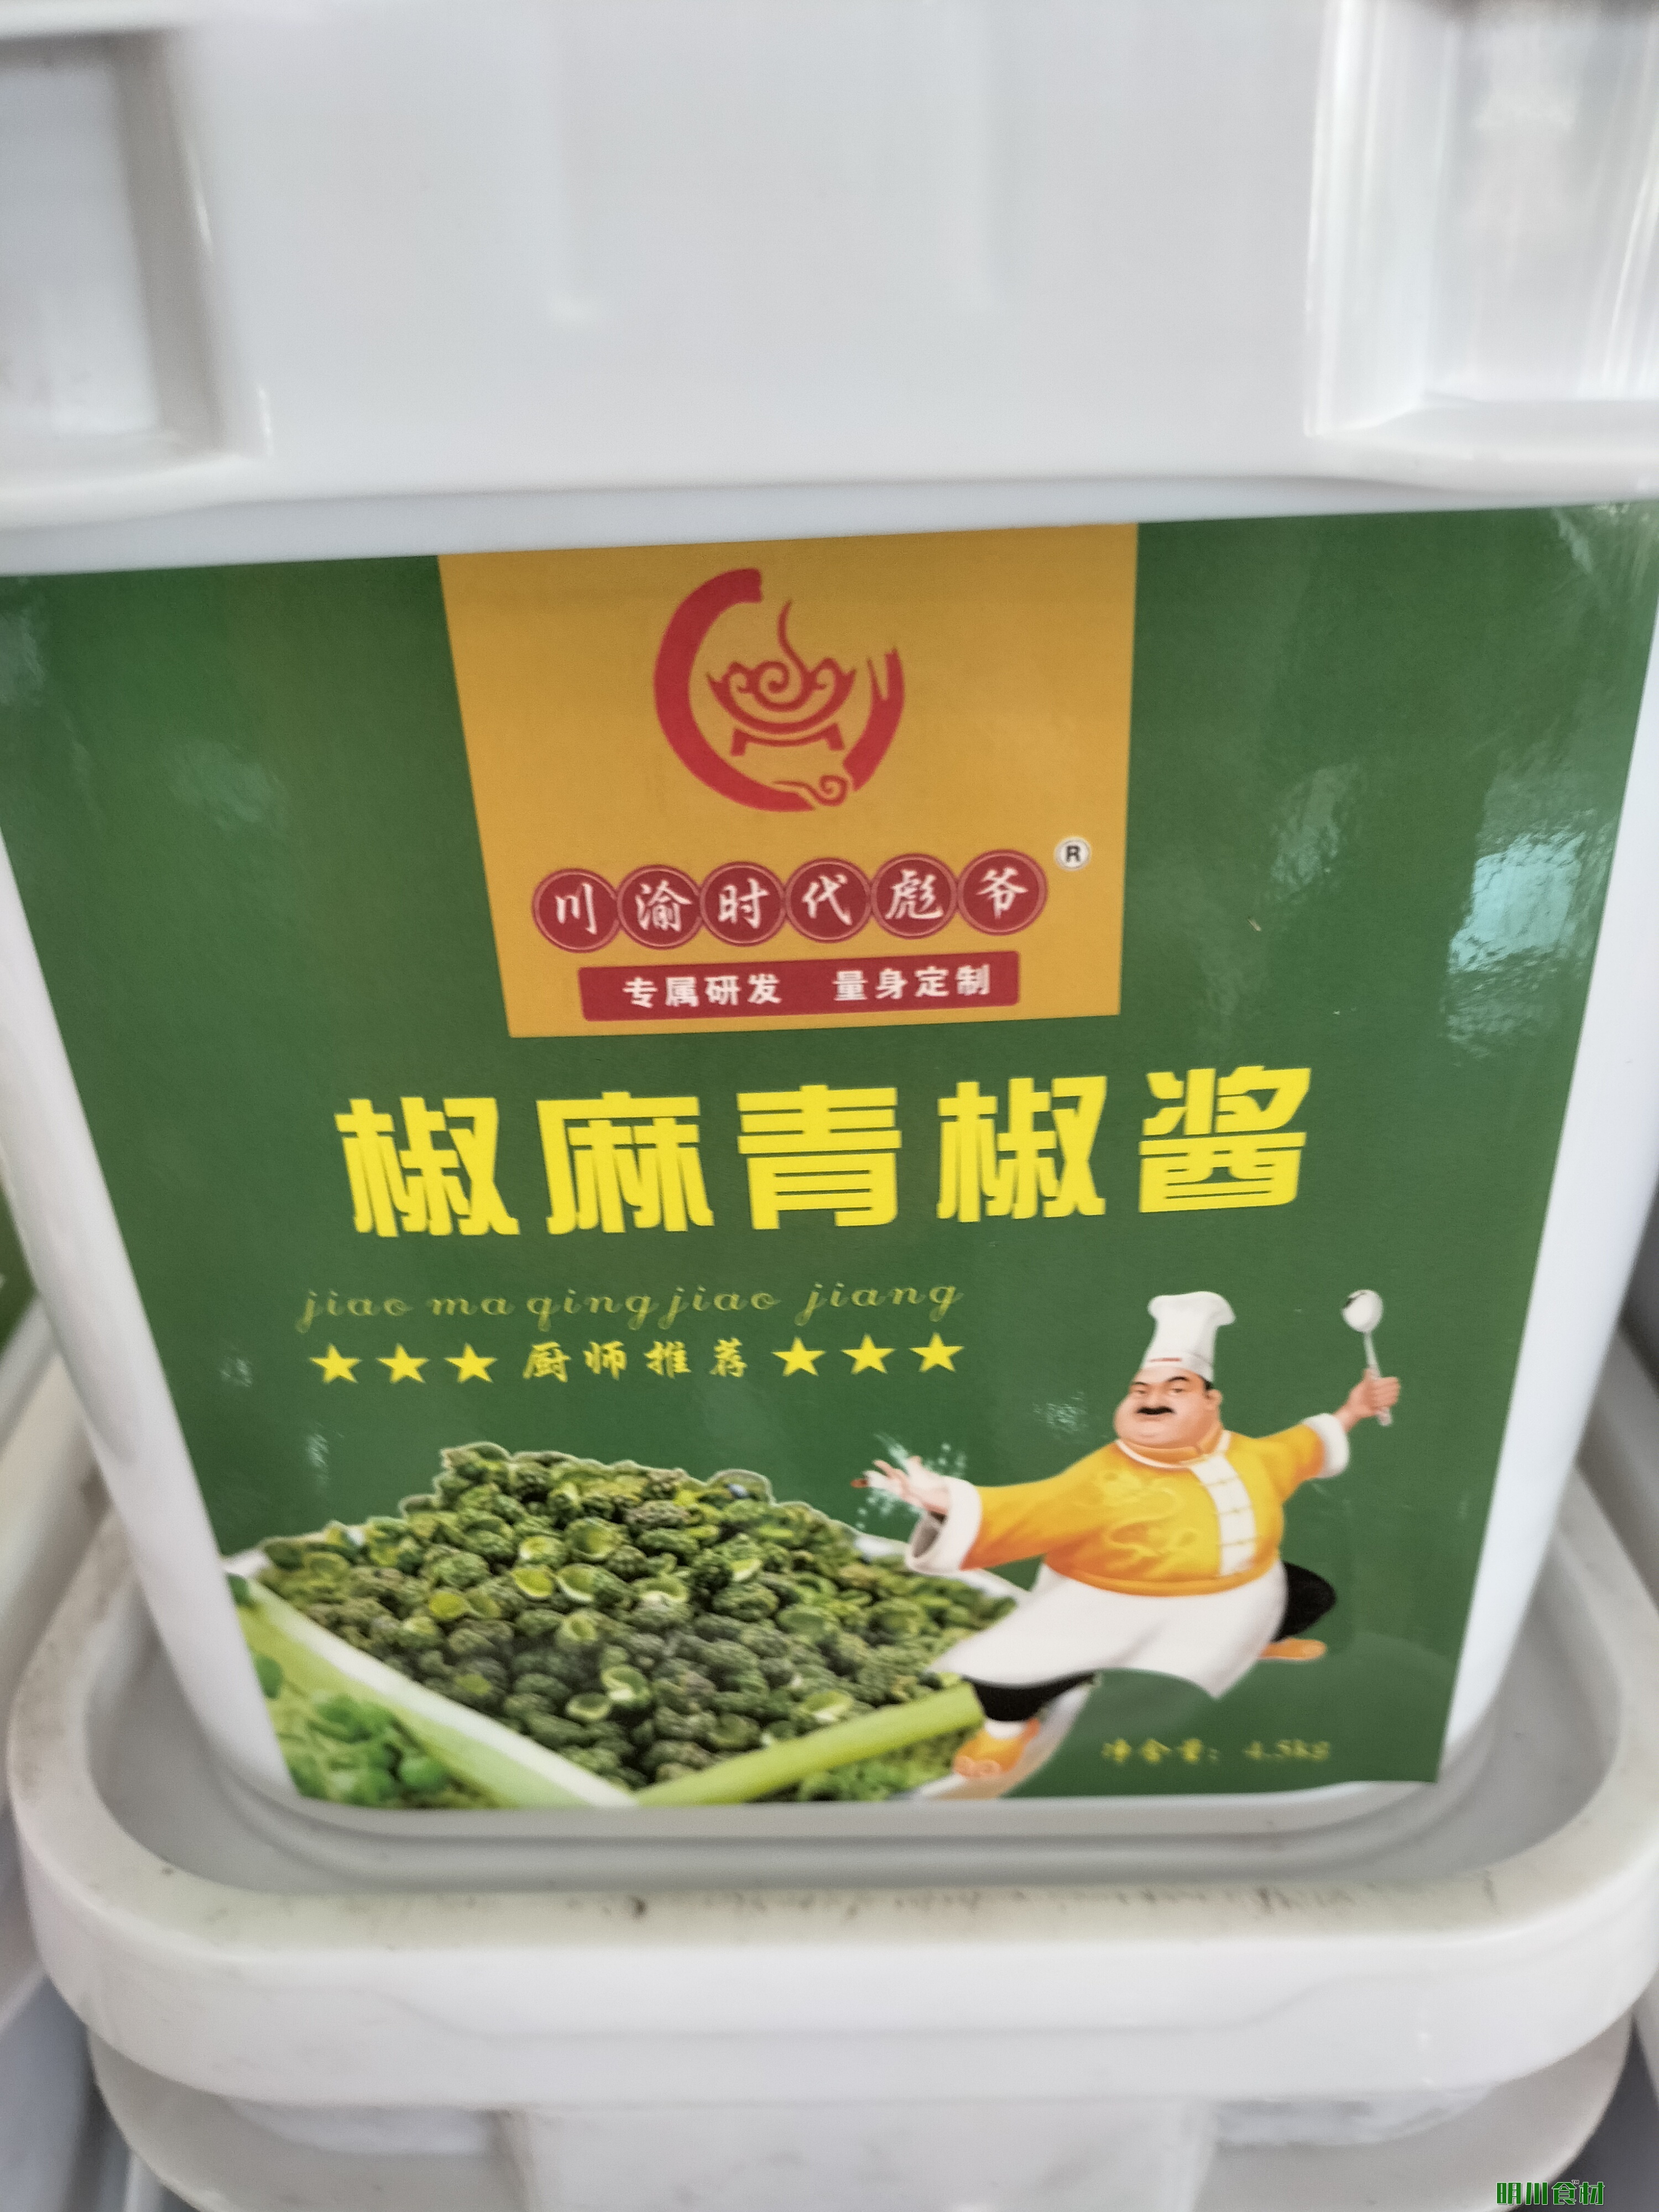 川渝时代彪爷®
专属研发 量身定制
椒麻青椒酱
jiao ma qing jiao jiang
★★★厨师推荐★★★
净含量：4.5kg
明川食材